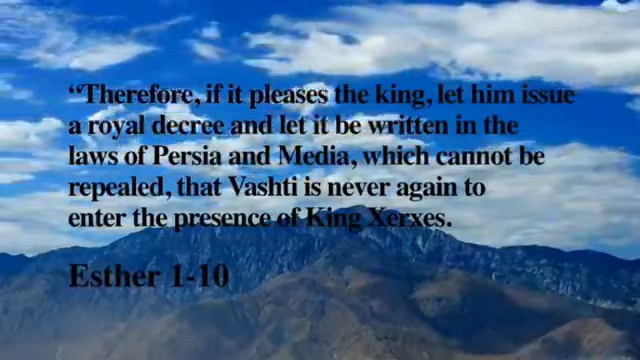 “Therefore, if it pleases the king, let him issue
a royal decree and let it be written in the
laws of Persia and Media, which cannot be
repealed, that Vashti is never again to
enter the presence of King Xerxes.
Esther 1-10